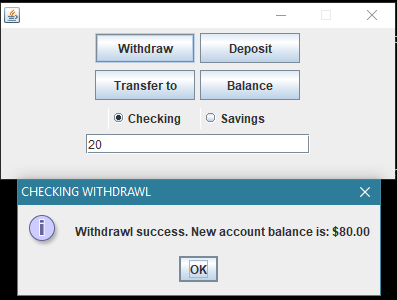 Withdraw Deposit
Transfer to Balance
Checking Savings
20
CHECKING WITHDRAWL
Withdrawl success. New account balance is: $80.00
OK